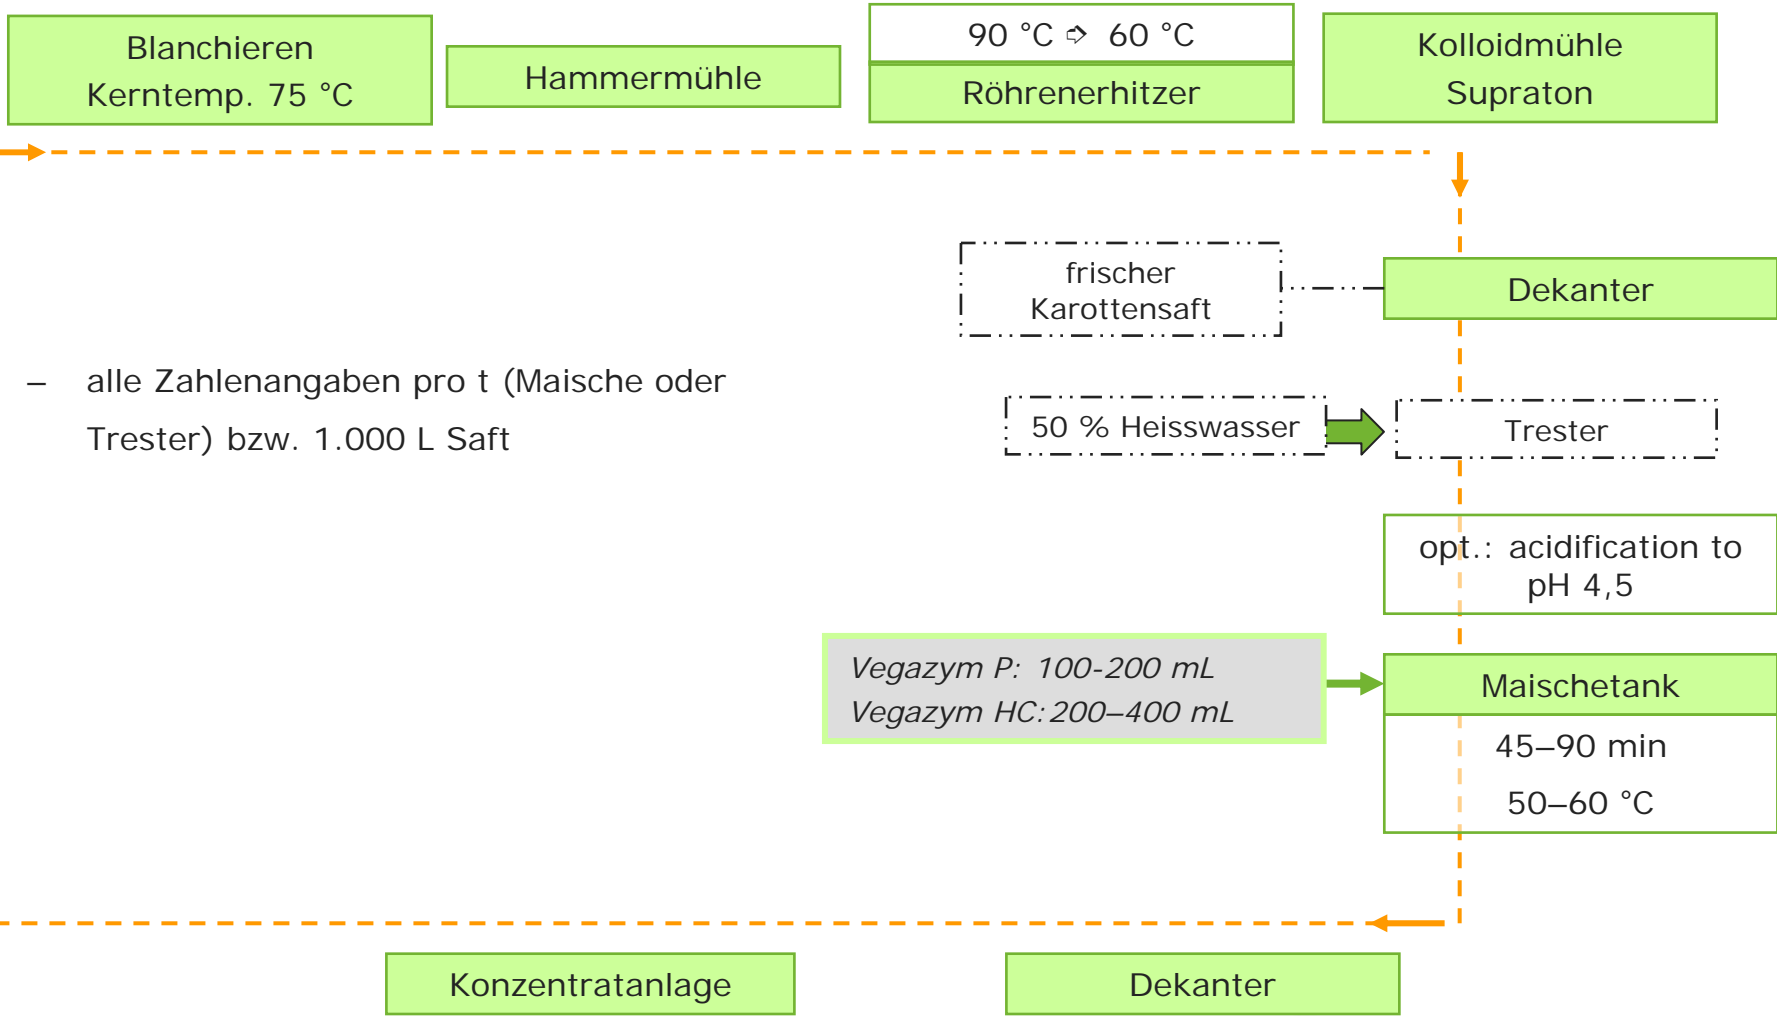 Blanchieren
Kerntemp. 75 °C
Hammermühle
90 °C ➩ 60 °C
Röhrenerhitzer
Kolloidmühle
Supraton
frischer
Karottensaft
Dekanter
– alle Zahlenangaben pro t (Maische oder
Trester) bzw. 1.000 L Saft
50 % Heisswasser
Trester
opt.: acidification to
pH 4,5
Vegazym P: 100-200 mL
Vegazym HC: 200–400 mL
Maischetank
45–90 min
50–60 °C
Konzentratanlage
Dekanter